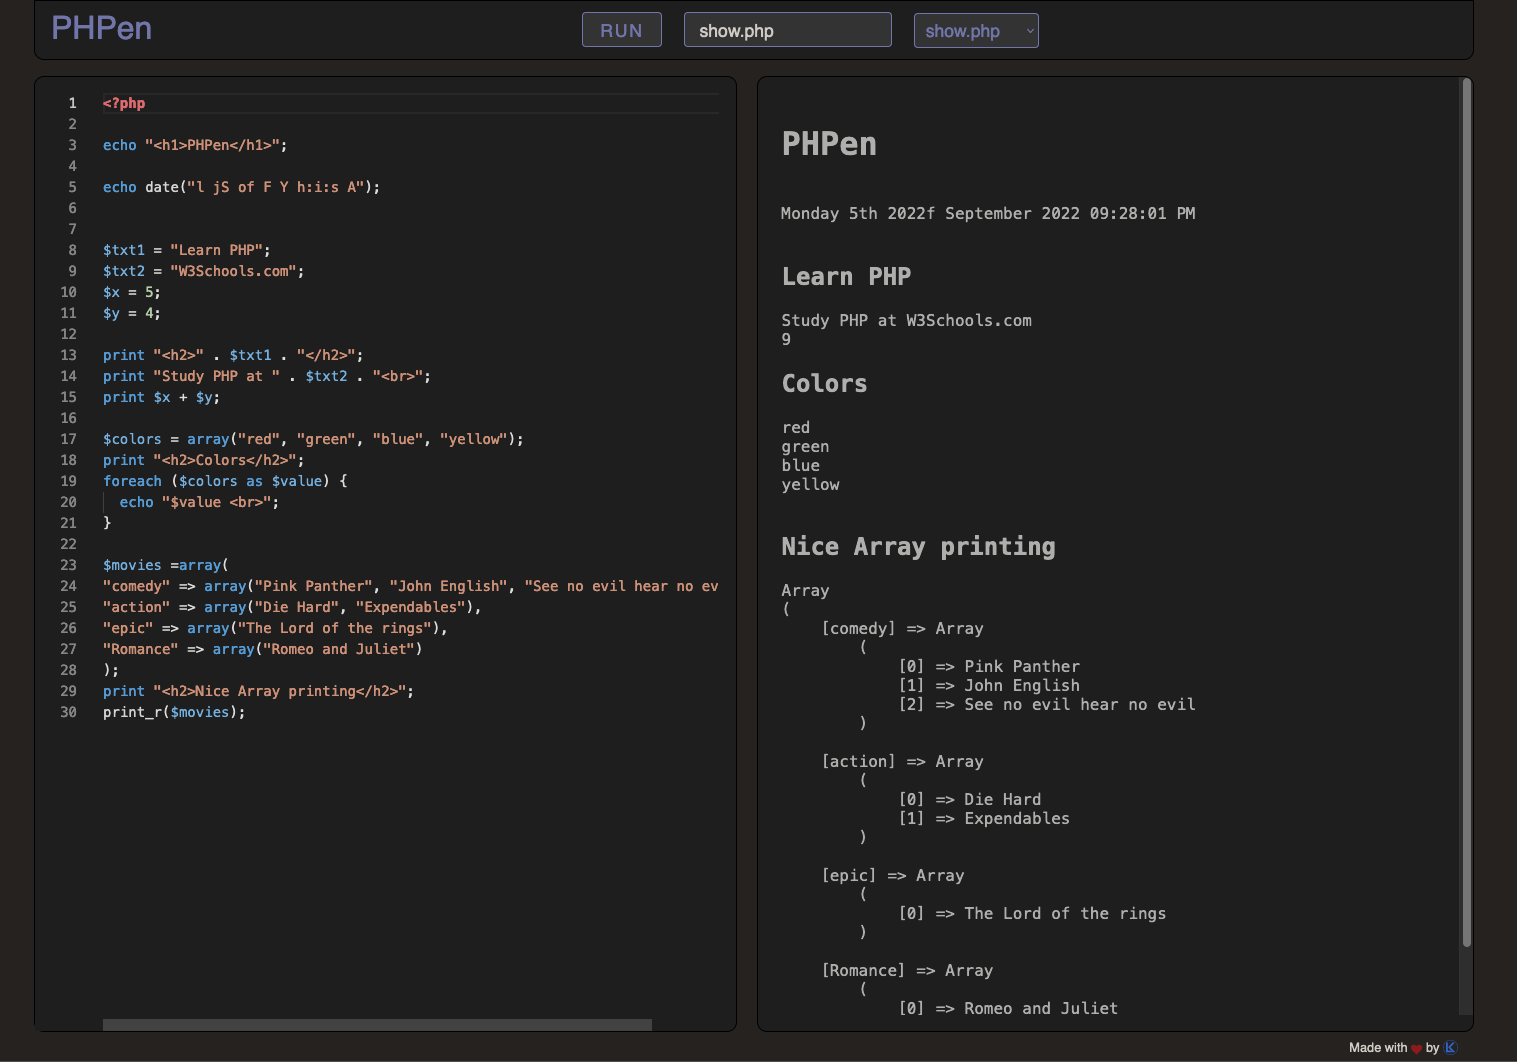 PHPen
RUN
show.php
show.php
1 <?php
2
3 echo "<h1>PHPen</h1>";
4
5 echo date("l jS of F Y h:i:s A");
6
7
8 $txt1 = "Learn PHP";
9 $txt2 = "W3Schools.com";
10 $x = 5;
11 $y = 4;
12
13 print "<h2>" . $txt1 . "</h2>";
14 print "Study PHP at " . $txt2 . "<br>";
15 print $x + $y;
16
17 $colors = array("red", "green", "blue", "yellow");
18 print "<h2>Colors</h2>";
19 foreach ($colors as $value) {
20   echo "$value <br>";
21 }
22
23 $movies =array(
24 "comedy" => array("Pink Panther", "John English", "See no evil hear no ev
25 "action" => array("Die Hard", "Expendables"),
26 "epic" => array("The Lord of the rings"),
27 "Romance" => array("Romeo and Juliet")
28 );
29 print "<h2>Nice Array printing</h2>";
30 print_r($movies);
PHPen
Monday 5th 2022f September 2022 09:28:01 PM
Learn PHP
Study PHP at W3Schools.com
9
Colors
red
green
blue
yellow
Nice Array printing
Array
(
    [comedy] => Array
        (
            [0] => Pink Panther
            [1] => John English
            [2] => See no evil hear no evil
        )
    [action] => Array
        (
            [0] => Die Hard
            [1] => Expendables
        )
    [epic] => Array
        (
            [0] => The Lord of the rings
        )
    [Romance] => Array
        (
            [0] => Romeo and Juliet
Made with ❤ by K